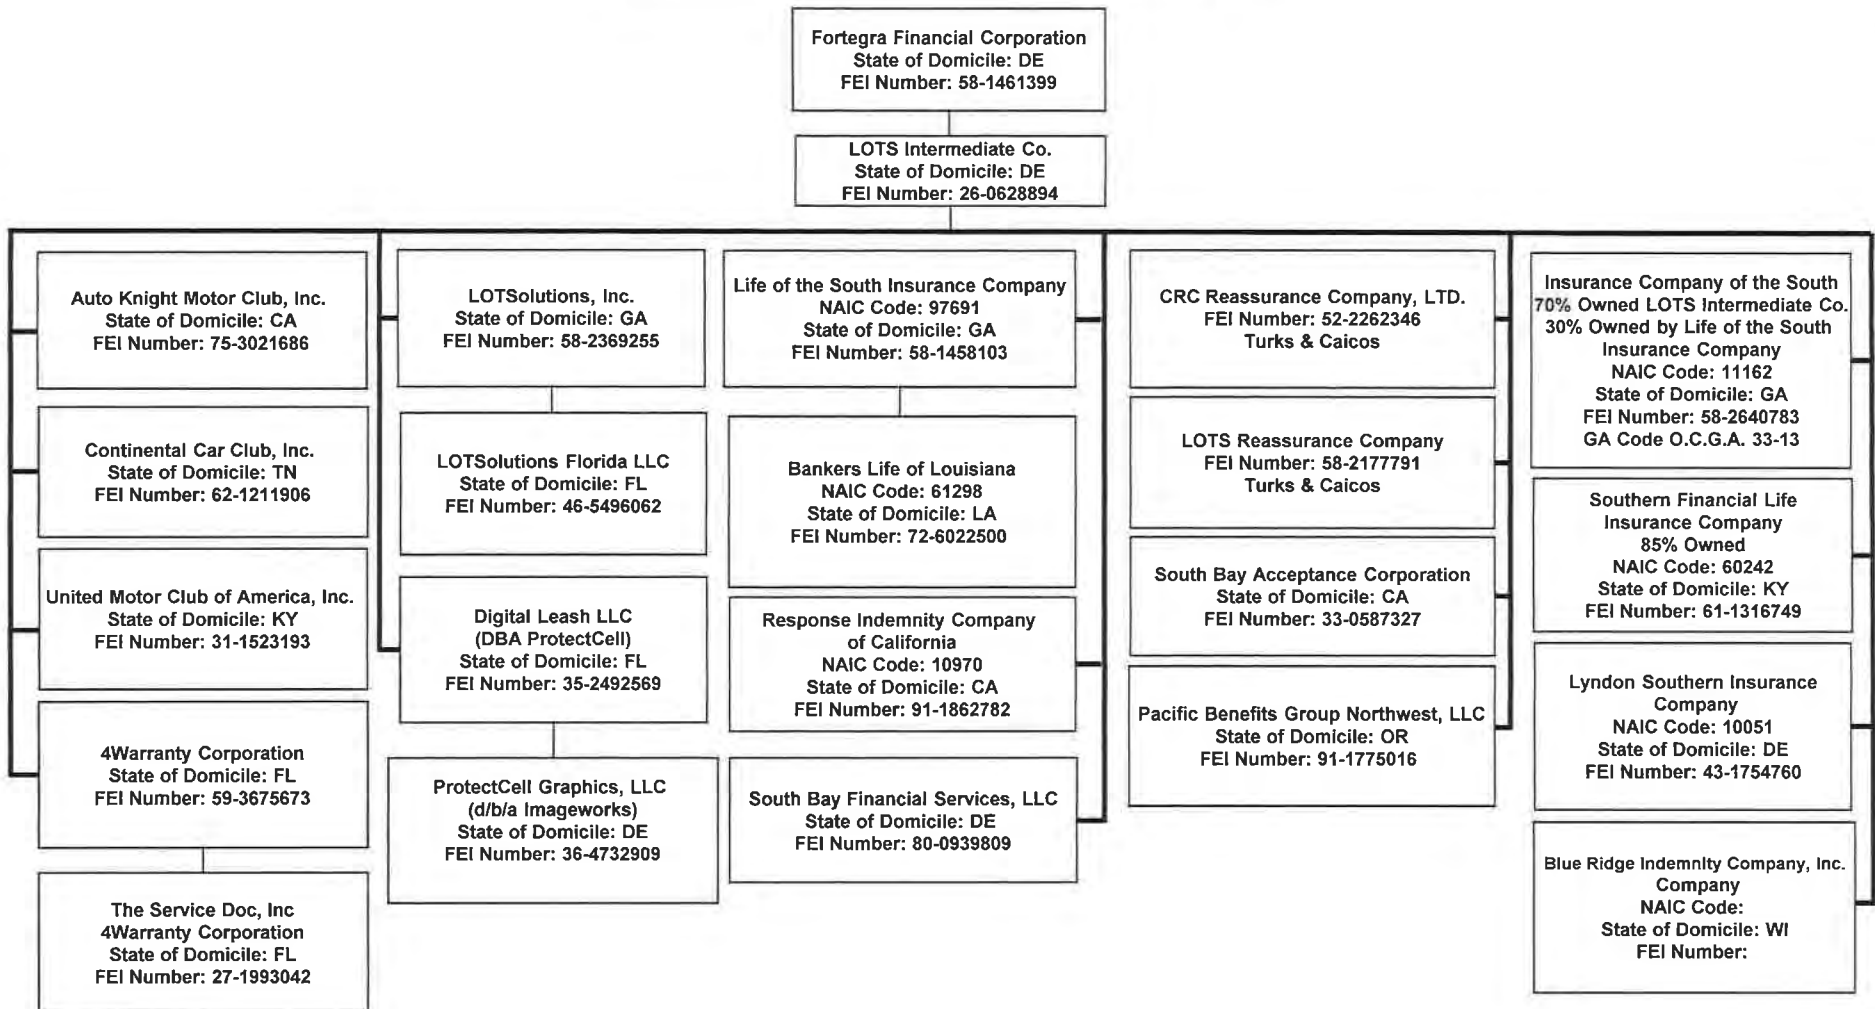 Fortegra Financial Corporation
State of Domicile: DE
FEI Number: 58-1461399
LOTS Intermediate Co.
State of Domicile: DE
FEI Number: 26-0628894
Auto Knight Motor Club, Inc.
State of Domicile: CA
FEI Number: 75-3021686
Continental Car Club, Inc.
State of Domicile: TN
FEI Number: 62-1211906
United Motor Club of America, Inc.
State of Domicile: KY
FEI Number: 31-1523193
4Warranty Corporation
State of Domicile: FL
FEI Number: 59-3675673
The Service Doc, Inc
4Warranty Corporation
State of Domicile: FL
FEI Number: 27-1993042
LOTSolutions, Inc.
State of Domicile: GA
FEI Number: 58-2369255
LOTSolutions Florida LLC
State of Domicile: FL
FEI Number: 46-5496062
Digital Leash LLC
(DBA ProtectCell)
State of Domicile: FL
FEI Number: 35-2492569
ProtectCell Graphics, LLC
(d/b/a Imageworks)
State of Domicile: DE
FEI Number: 36-4732909
Life of the South Insurance Company
NAIC Code: 97691
State of Domicile: GA
FEI Number: 58-1458103
Bankers Life of Louisiana
NAIC Code: 61298
State of Domicile: LA
FEI Number: 72-6022500
Response Indemnity Company
of California
NAIC Code: 10970
State of Domicile: CA
FEI Number: 91-1862782
South Bay Financial Services, LLC
State of Domicile: DE
FEI Number: 80-0939809
CRC Reassurance Company, LTD.
FEI Number: 52-2262346
Turks & Caicos
LOTS Reassurance Company
FEI Number: 58-2177791
Turks & Caicos
South Bay Acceptance Corporation
State of Domicile: CA
FEI Number: 33-0587327
Pacific Benefits Group Northwest, LLC
State of Domicile: OR
FEI Number: 91-1775016
Insurance Company of the South
70% Owned LOTS Intermediate Co.
30% Owned by Life of the South
Insurance Company
NAIC Code: 11162
State of Domicile: GA
FEI Number: 58-2640783
GA Code O.C.G.A. 33-13
Southern Financial Life
Insurance Company
85% Owned
NAIC Code: 60242
State of Domicile: KY
FEI Number: 61-1316749
Lyndon Southern Insurance
Company
NAIC Code: 10051
State of Domicile: DE
FEI Number: 43-1754760
Blue Ridge Indemnity Company, Inc.
Company
NAIC Code:
State of Domicile: WI
FEI Number: